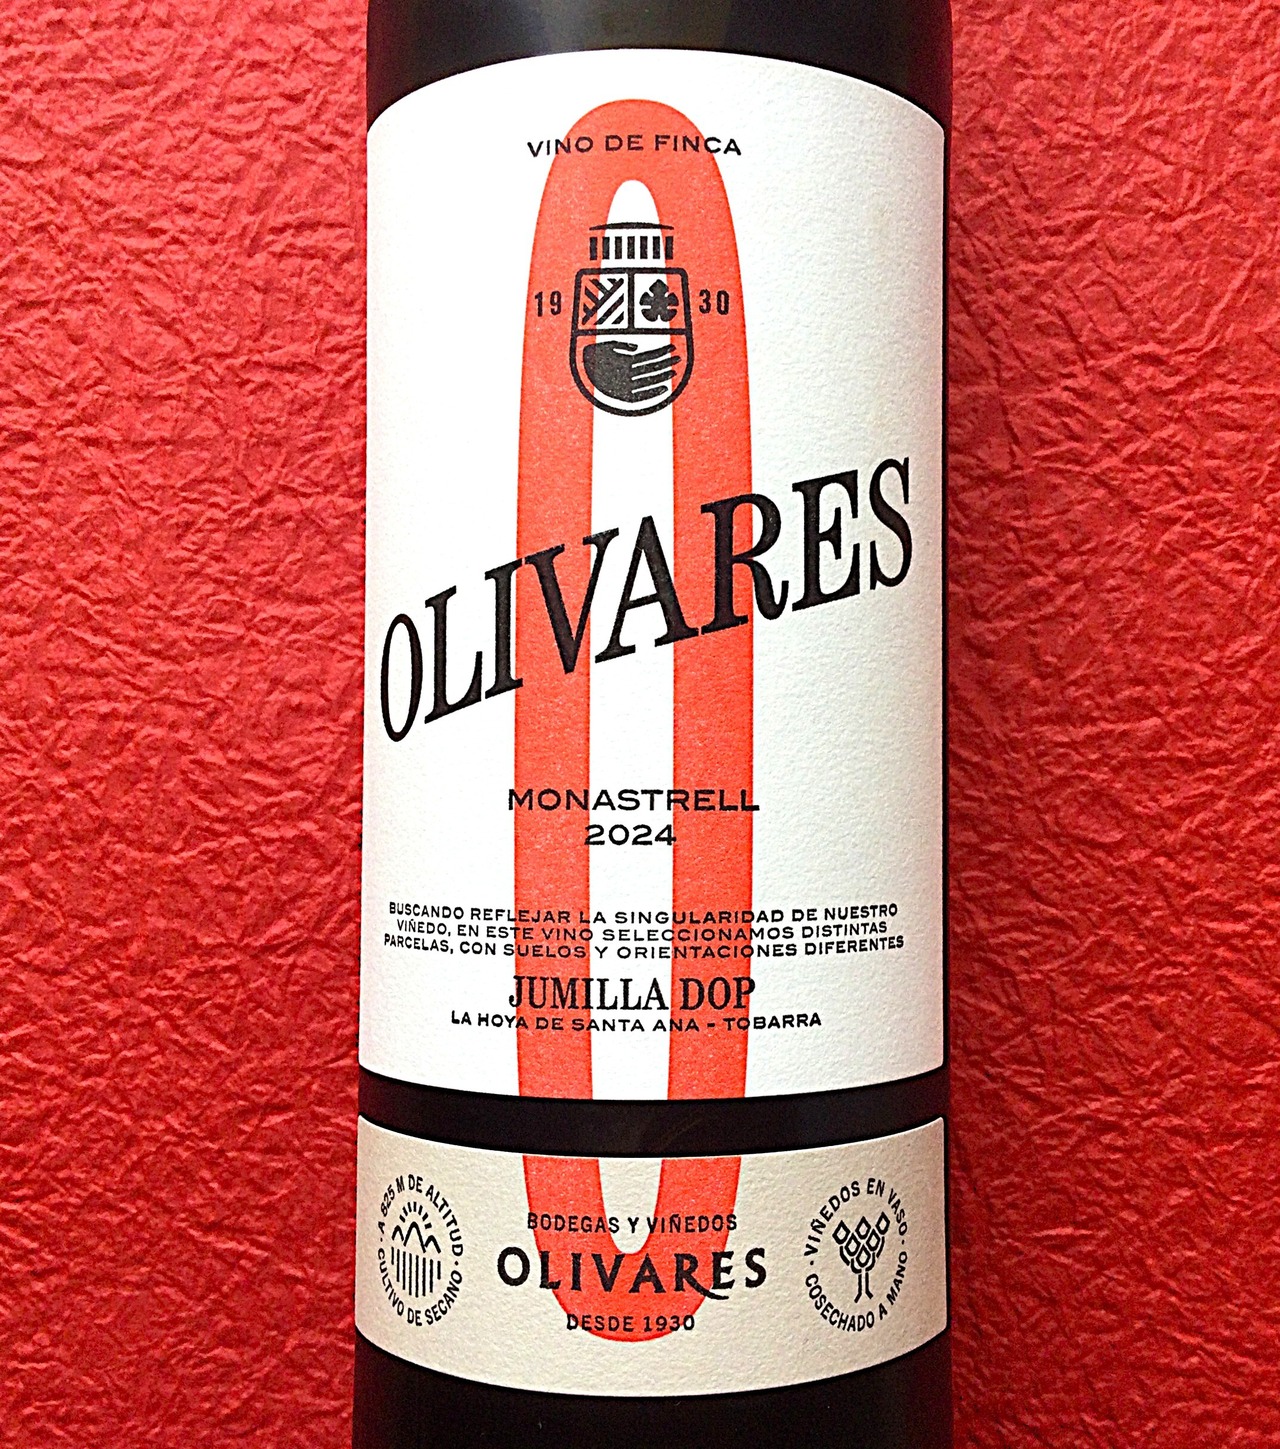 VINO DE FINCA
19 30
OLIVARES
MONASTRELL
2024
BUSCANDO REFLEJAR LA SINGULARIDAD DE NUESTRO
VIÑEDO, EN ESTE VINO SELECCIONAMOS DISTINTAS
PARCELAS, CON SUELOS Y ORIENTACIONES DIFERENTES
JUMILLA DOP
LA HOYA DE SANTA ANA - TOBARRA
· A 825 M DE ALTITUD ·
CULTIVO DE SECANO
BODEGAS Y VIÑEDOS
OLIVARES
DESDE 1930
· VIÑEDOS EN VASO ·
COSECHADO A MANO